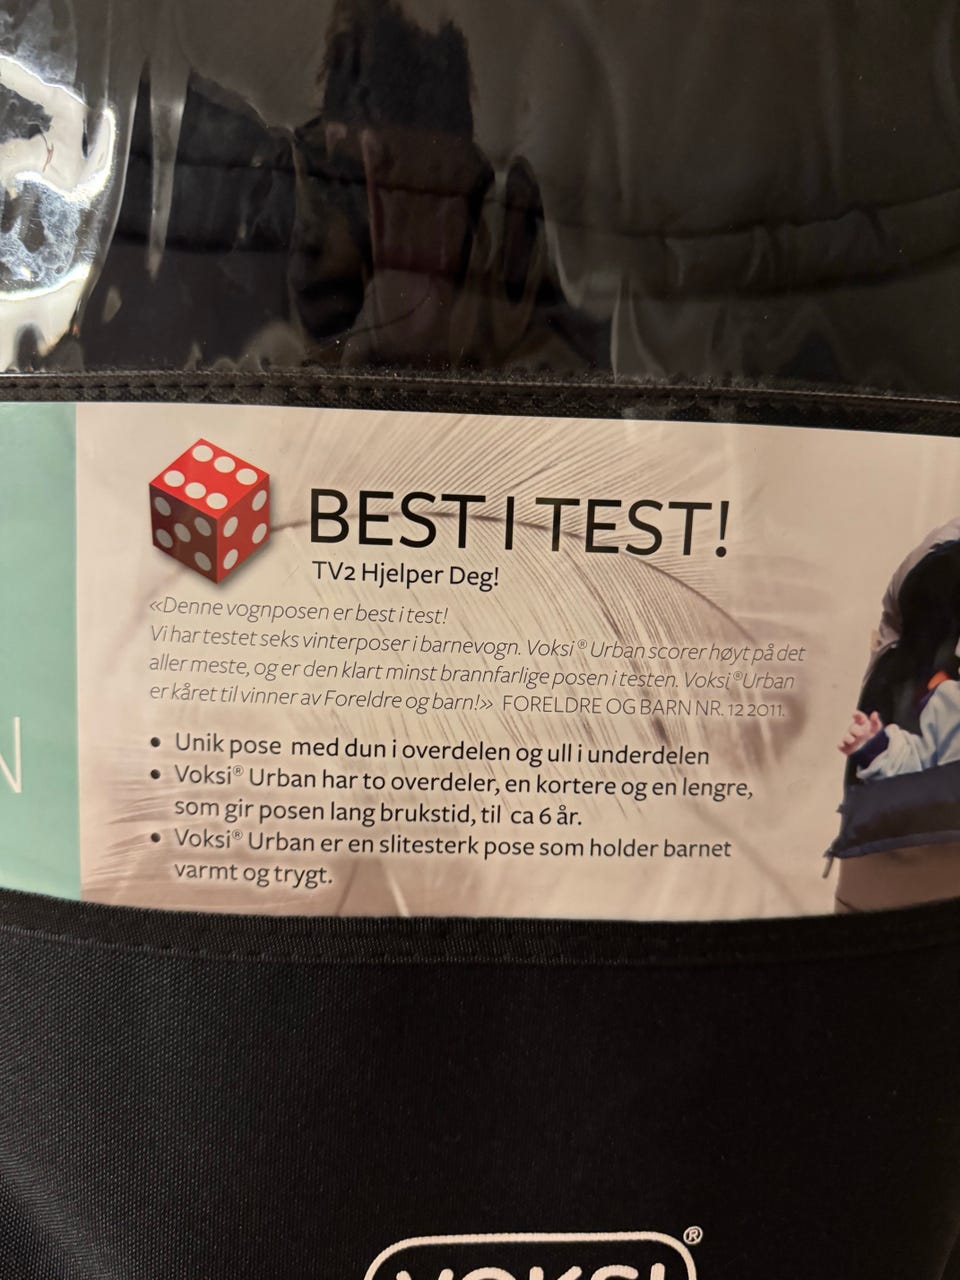 BEST I TEST!
TV2 Hjelper Deg!
«Denne vognposen er best i test!
Vi har testet seks vinterposer i barnevogn. Voksi® Urban scorer høyt på det
aller meste, og er den klart minst brannfarlige posen i testen. Voksi® Urban
er kåret til vinner av Foreldre og barn!» FORELDRE OG BARN NR. 12 2011.
• Unik pose med dun i overdelen og ull i underdelen
• Voksi® Urban har to overdeler, en kortere og en lengre,
som gir posen lang brukstid, til ca 6 år.
• Voksi® Urban er en slitesterk pose som holder barnet
varmt og trygt.
N
VOKSI ®